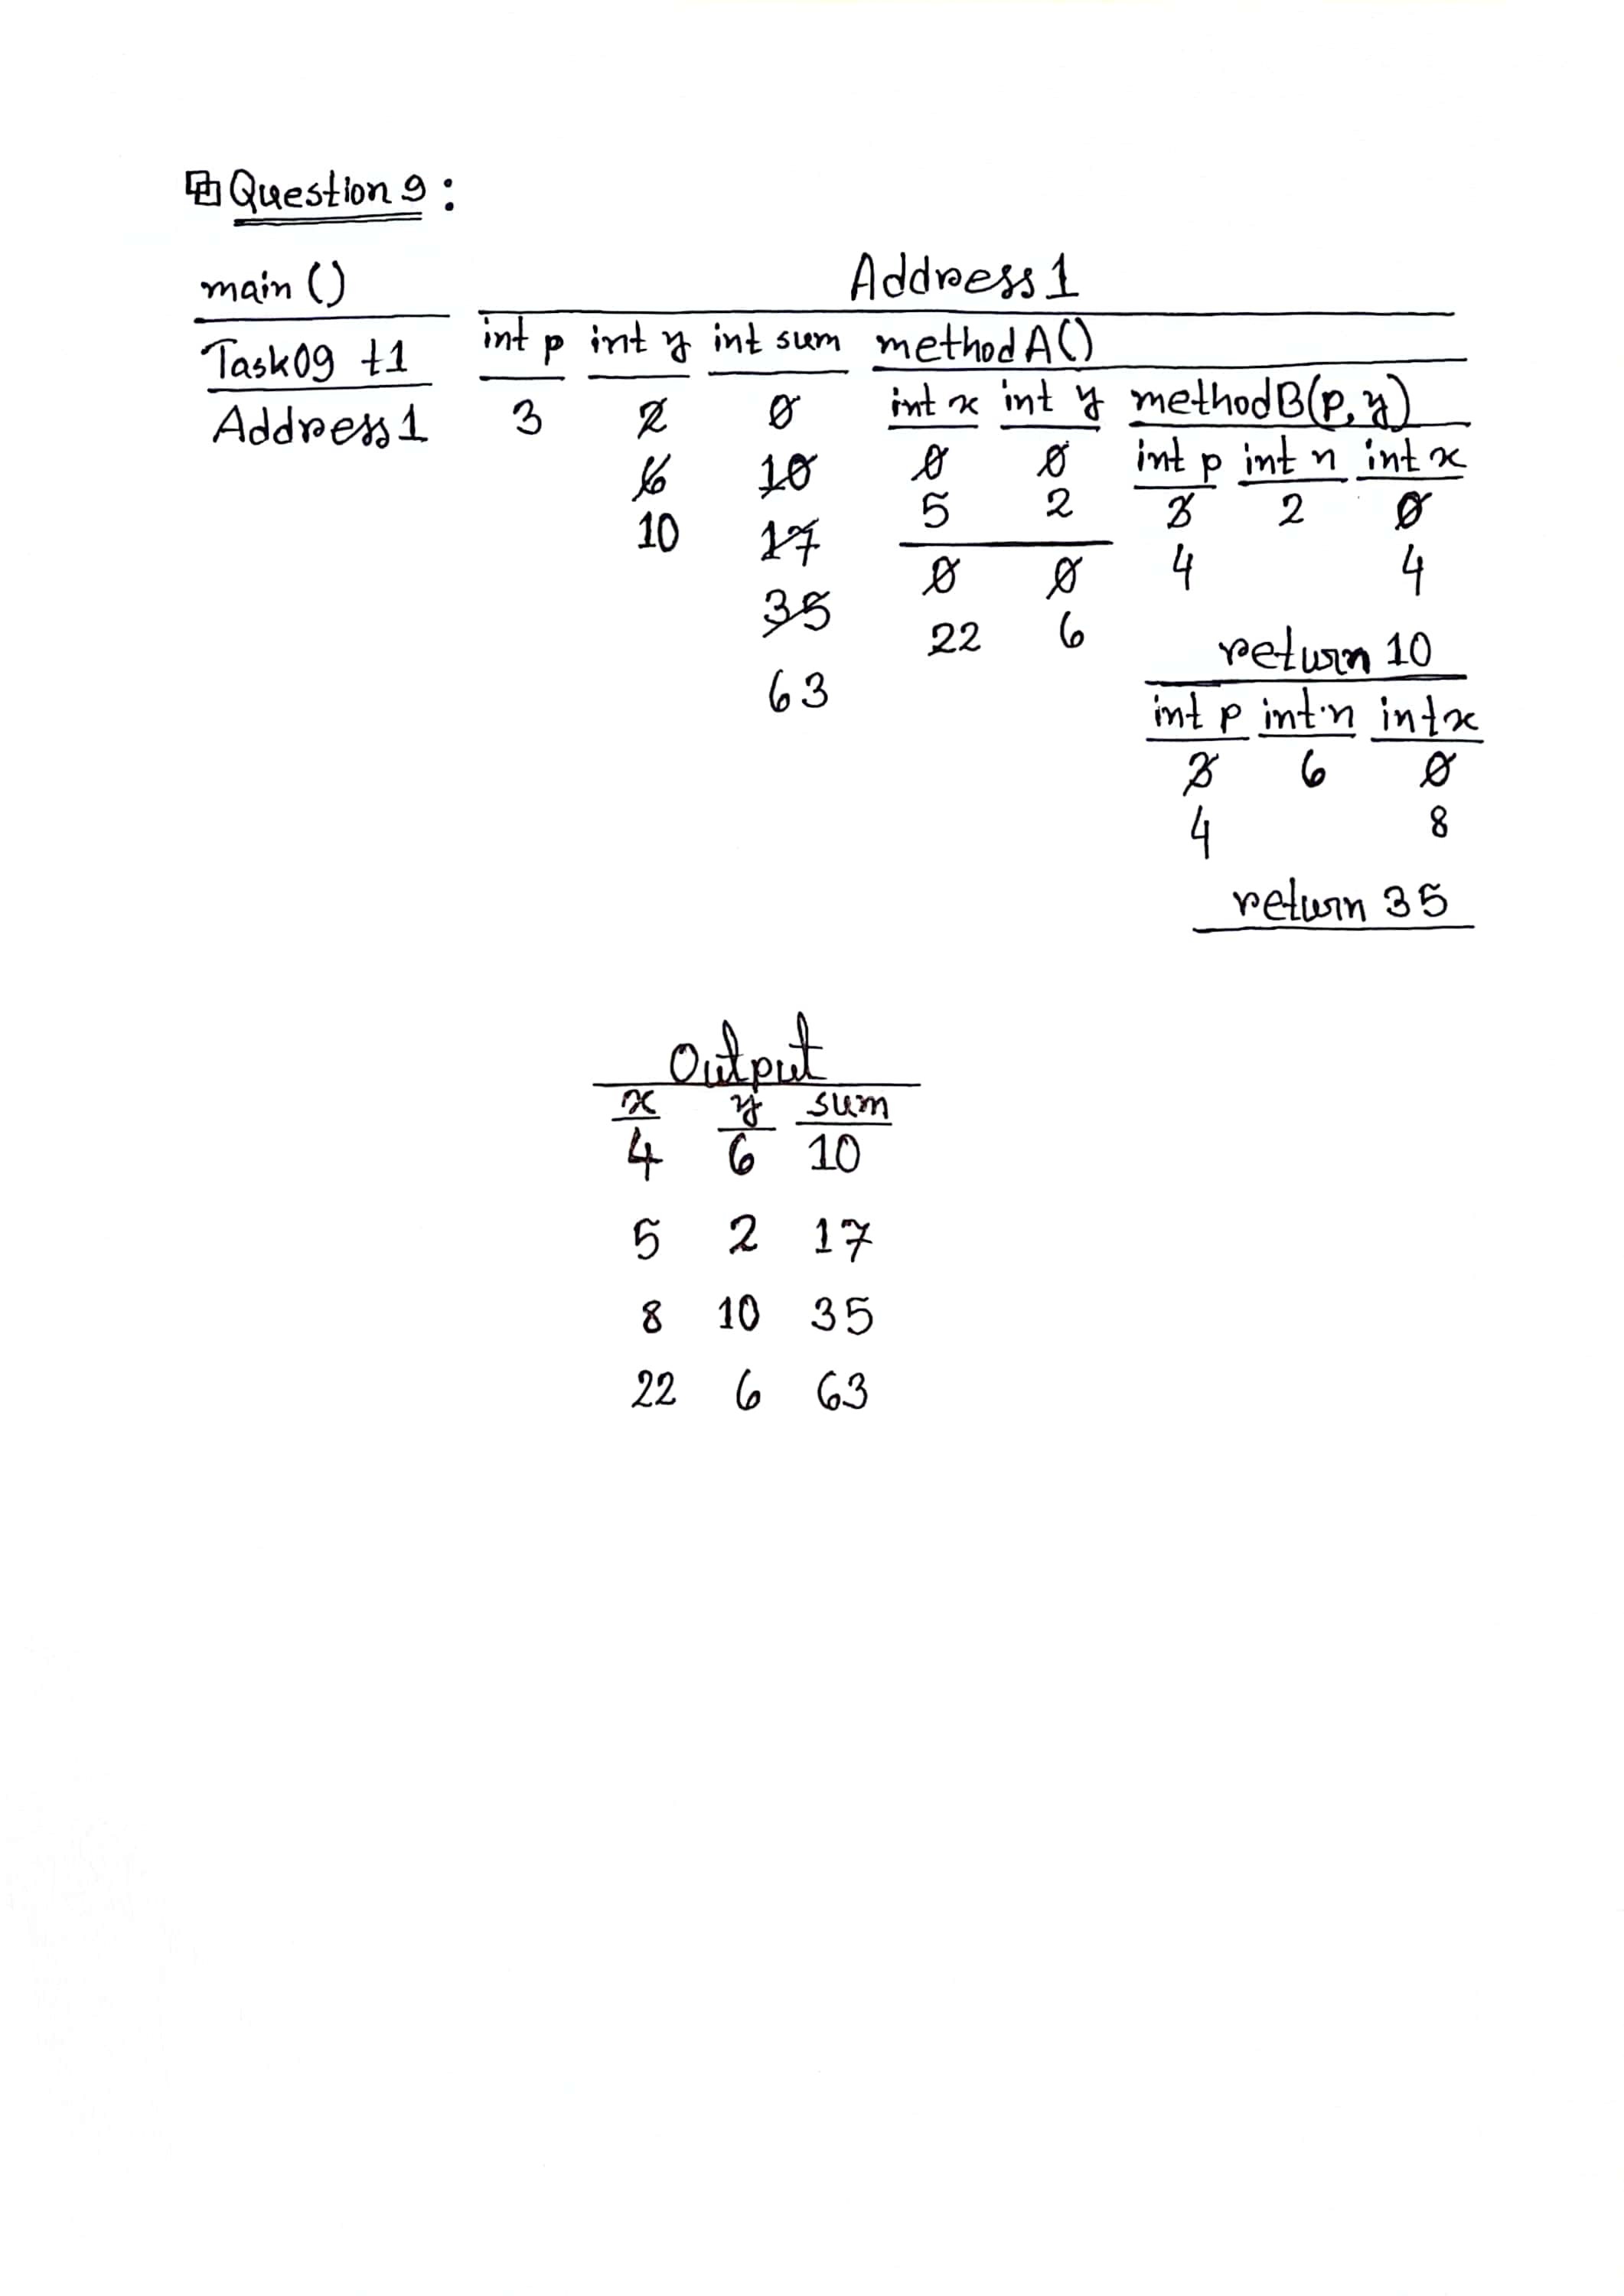 Question 9 :
main () Address 1
Task09 t1 int p int y int sum methodA()
Address 1 3 2 0 int x int y methodB(p, y)
6 10 0 0 int p int n int x
10 17 5 2 3 2 0
35 0 0 4 4
63 22 6 return 10
int p int n int x
3 6 0
4 8
return 35
Output
x y sum
4 6 10
5 2 17
8 10 35
22 6 63